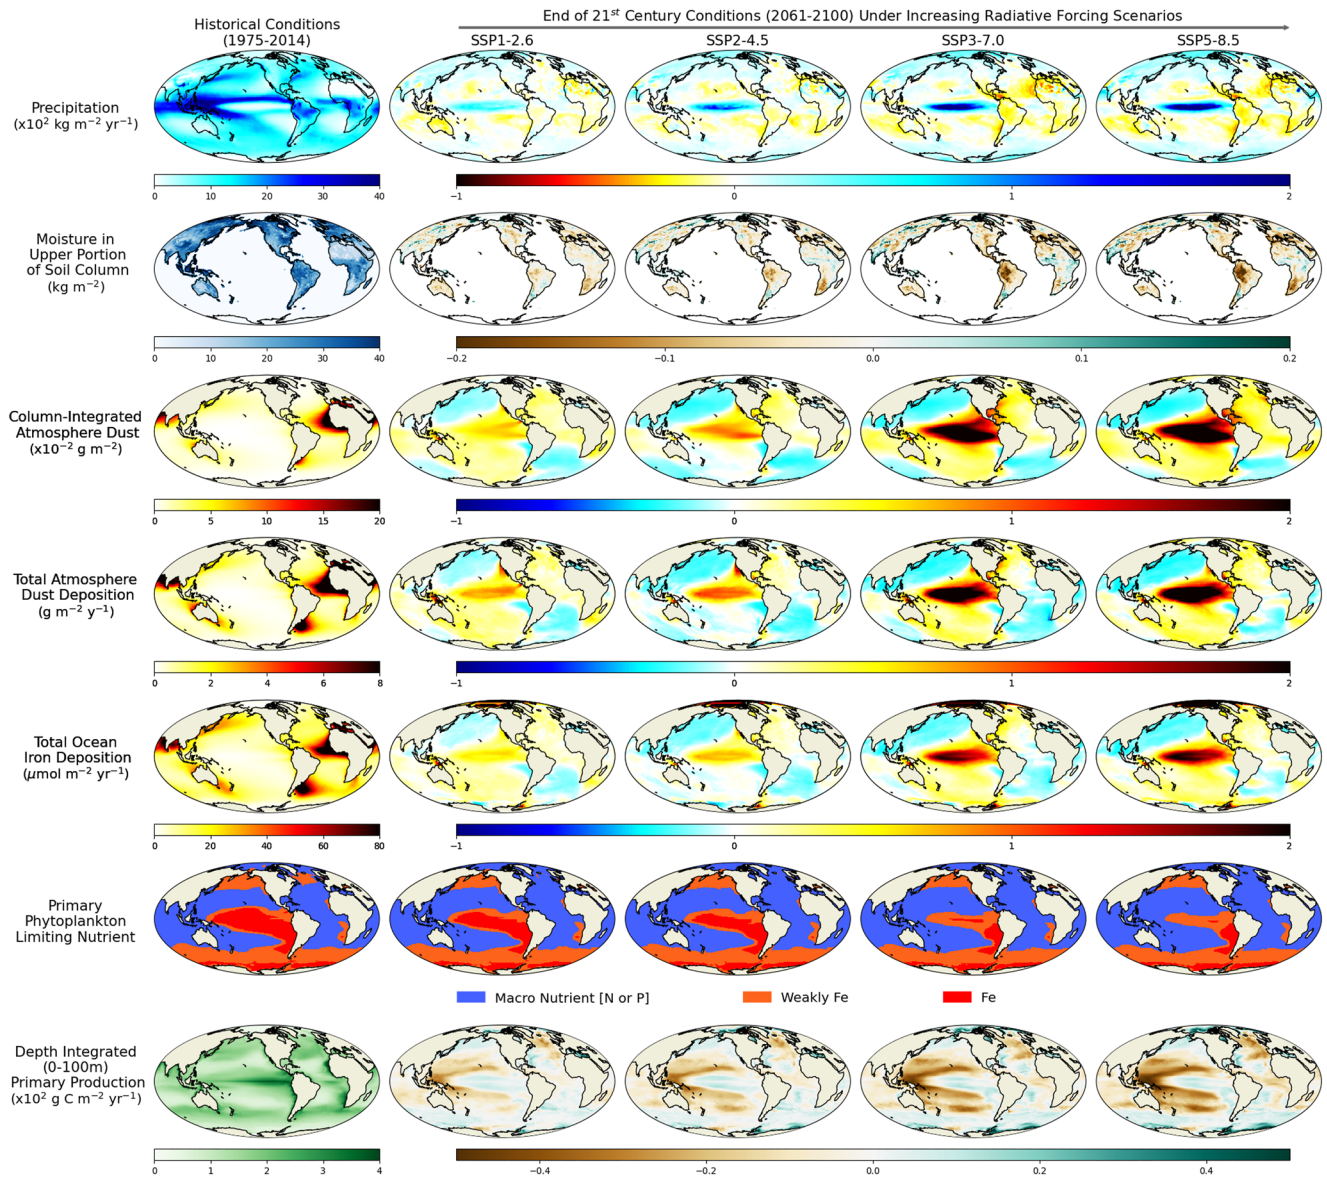 Historical Conditions
(1975-2014)
End of 21st Century Conditions (2061-2100) Under Increasing Radiative Forcing Scenarios
SSP1-2.6 SSP2-4.5 SSP3-7.0 SSP5-8.5
Precipitation
(x10² kg m⁻² yr⁻¹)
0 10 20 30 40
−1 0 1 2
Moisture in
Upper Portion
of Soil Column
(kg m⁻²)
0 10 20 30 40
−0.2 −0.1 0.0 0.1 0.2
Column-Integrated
Atmosphere Dust
(x10⁻² g m⁻²)
0 5 10 15 20
−1 0 1 2
Total Atmosphere
Dust Deposition
(g m⁻² y⁻¹)
0 2 4 6 8
−1 0 1 2
Total Ocean
Iron Deposition
(μmol m⁻² yr⁻¹)
0 20 40 60 80
−1 0 1 2
Primary
Phytoplankton
Limiting Nutrient
Macro Nutrient [N or P] Weakly Fe Fe
Depth Integrated
(0-100m)
Primary Production
(x10² g C m⁻² yr⁻¹)
0 1 2 3 4
−0.4 −0.2 0.0 0.2 0.4